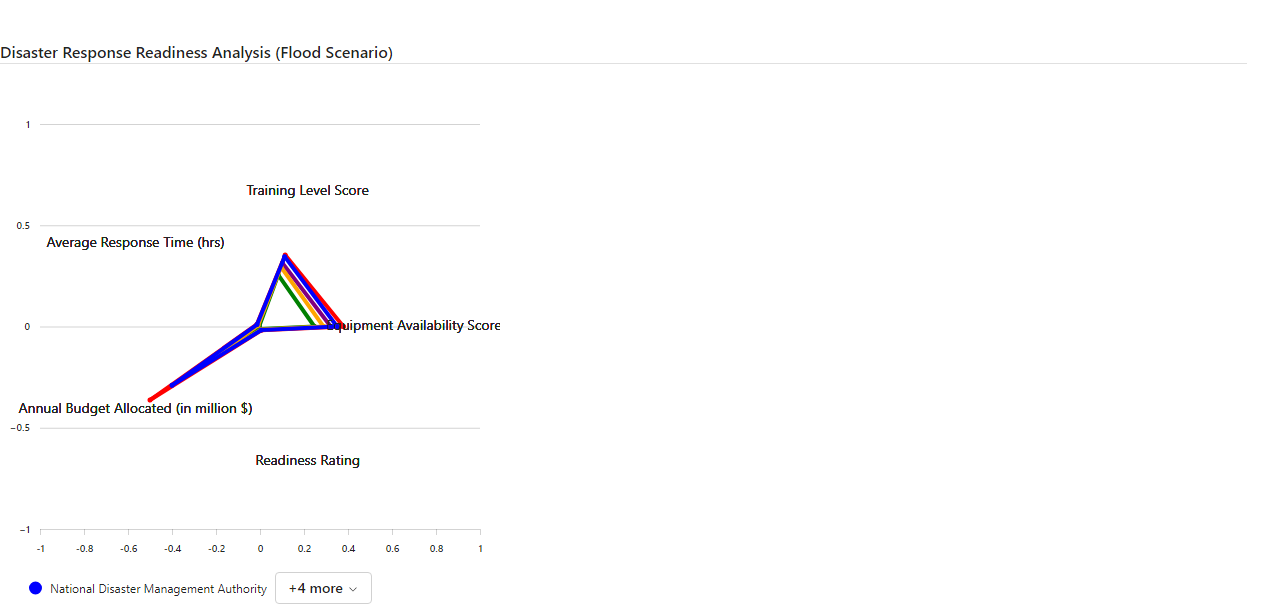 Disaster Response Readiness Analysis (Flood Scenario)
1
Training Level Score
0.5
Average Response Time (hrs)
0
Equipment Availability Score
Annual Budget Allocated (in million $)
−0.5
Readiness Rating
−1
-1 -0.8 -0.6 -0.4 -0.2 0 0.2 0.4 0.6 0.8 1
National Disaster Management Authority +4 more